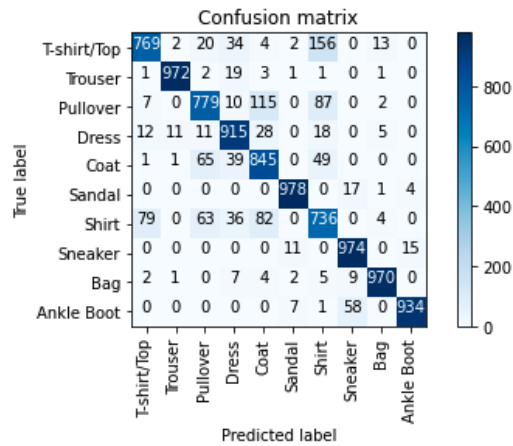 Confusion matrix
True label
T-shirt/Top 769 2 20 34 4 2 156 0 13 0
Trouser 1 972 2 19 3 1 1 0 1 0
Pullover 7 0 779 10 115 0 87 0 2 0
Dress 12 11 11 915 28 0 18 0 5 0
Coat 1 1 65 39 845 0 49 0 0 0
Sandal 0 0 0 0 0 978 0 17 1 4
Shirt 79 0 63 36 82 0 736 0 4 0
Sneaker 0 0 0 0 0 11 0 974 0 15
Bag 2 1 0 7 4 2 5 9 970 0
Ankle Boot 0 0 0 0 0 7 1 58 0 934
T-shirt/Top Trouser Pullover Dress Coat Sandal Shirt Sneaker Bag Ankle Boot
Predicted label
800
600
400
200
0